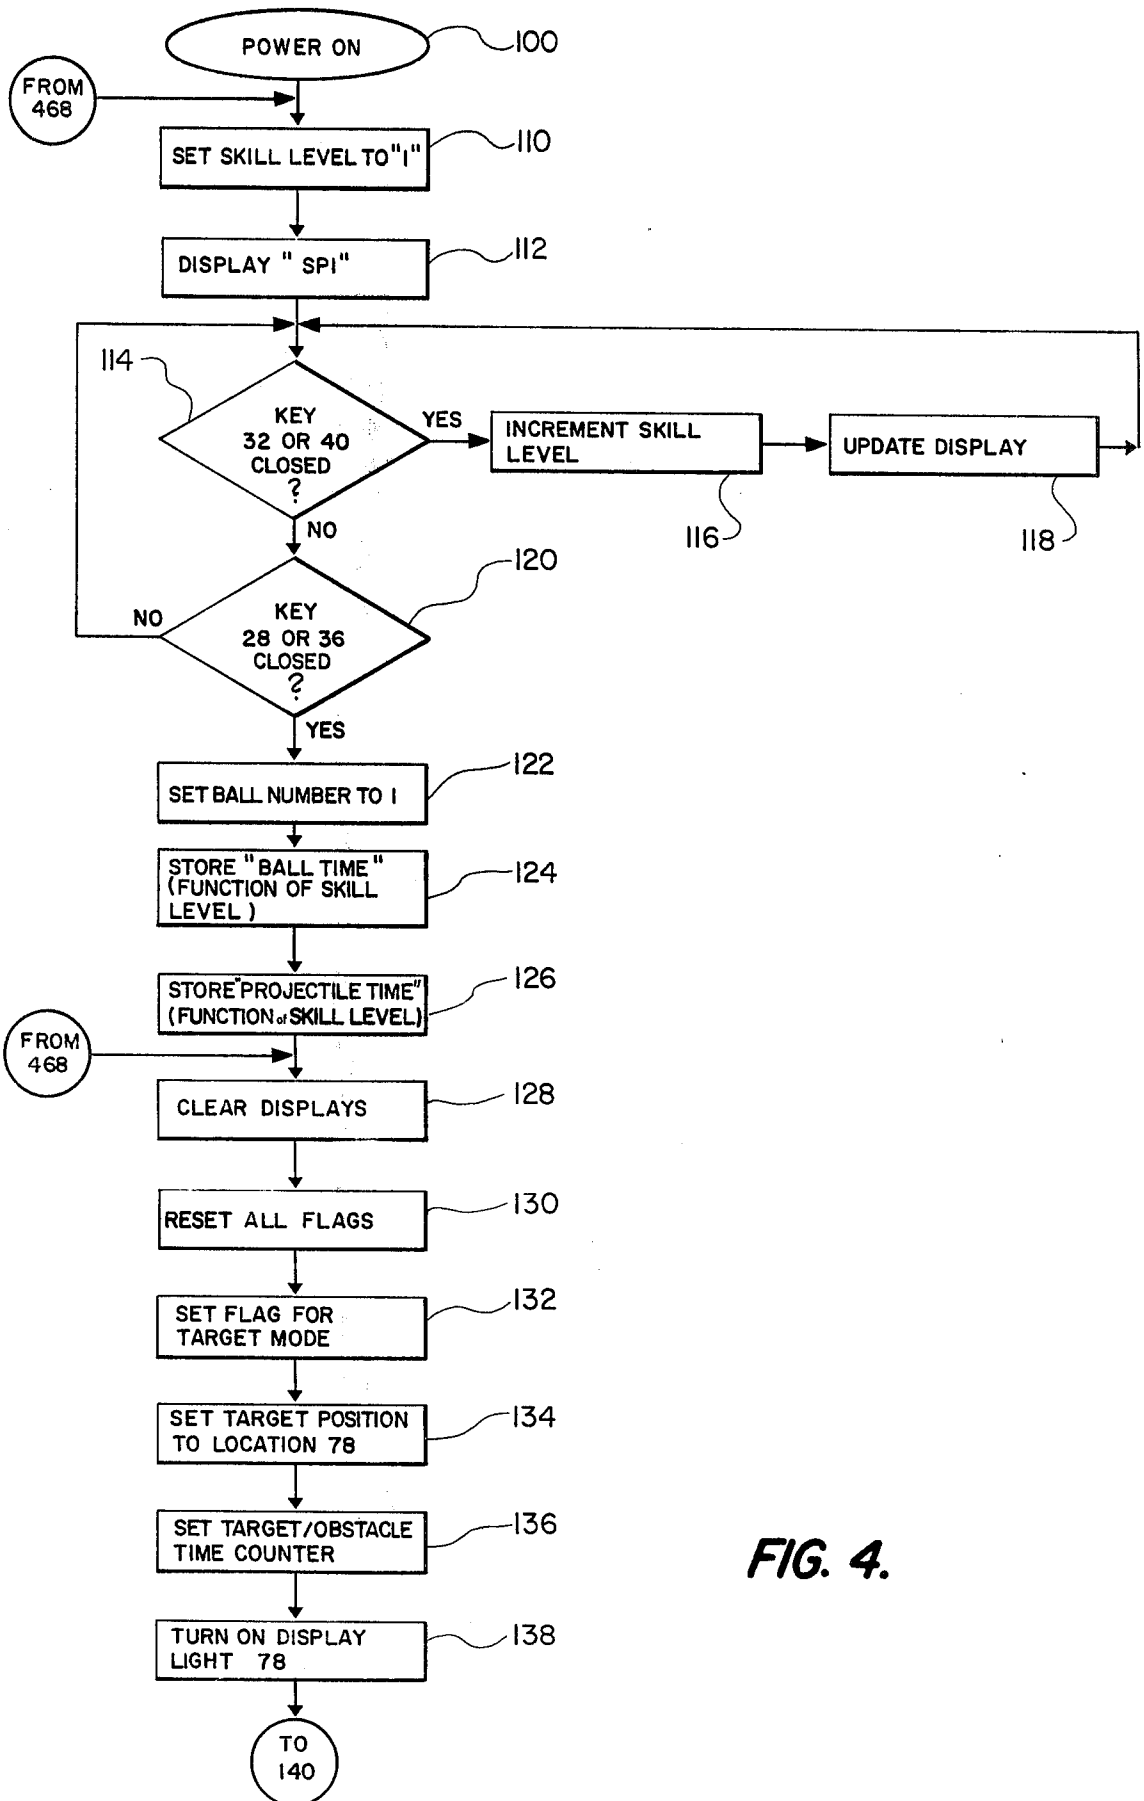 POWER ON
100
FROM
468
110
SET SKILL LEVEL TO "1"
112
DISPLAY " SP1"
114
KEY
32 OR 40
CLOSED
?
YES
INCREMENT SKILL
LEVEL
116
UPDATE DISPLAY
118
NO
120
KEY
28 OR 36
CLOSED
?
NO
YES
122
SET BALL NUMBER TO 1
124
STORE "BALL TIME"
(FUNCTION OF SKILL
LEVEL)
126
STORE "PROJECTILE TIME"
(FUNCTION of SKILL LEVEL)
FROM
468
128
CLEAR DISPLAYS
130
RESET ALL FLAGS
132
SET FLAG FOR
TARGET MODE
134
SET TARGET POSITION
TO LOCATION 78
136
SET TARGET/OBSTACLE
TIME COUNTER
138
TURN ON DISPLAY
LIGHT 78
TO
140
FIG. 4.